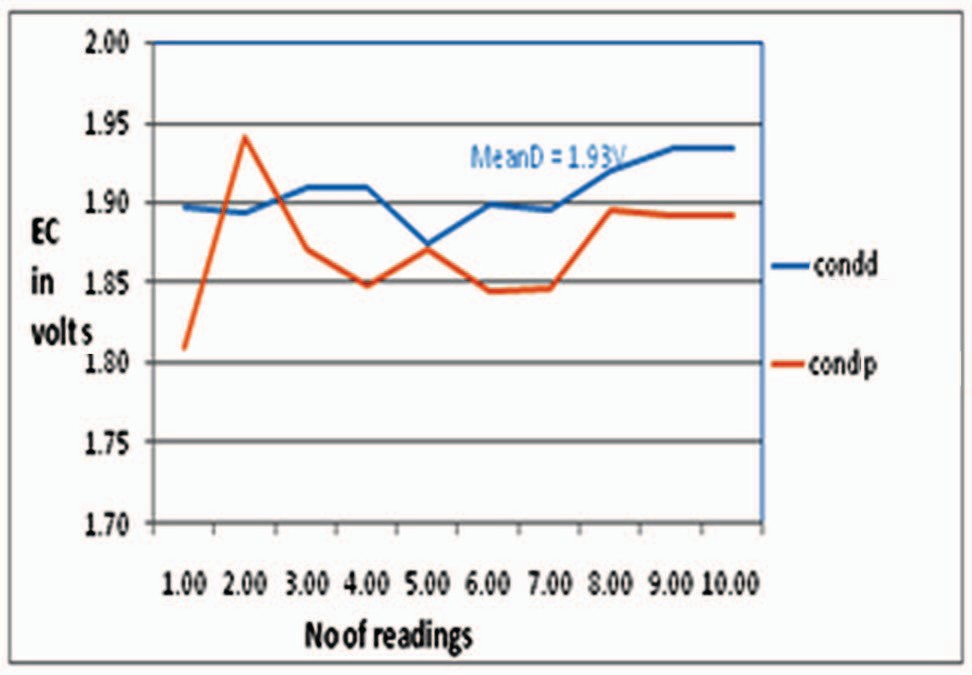 2.00
1.95
MeanD = 1.93V
1.90
EC
in
volts
1.85
1.80
1.75
1.70
condd
condp
1.00 2.00 3.00 4.00 5.00 6.00 7.00 8.00 9.00 10.00
No of readings